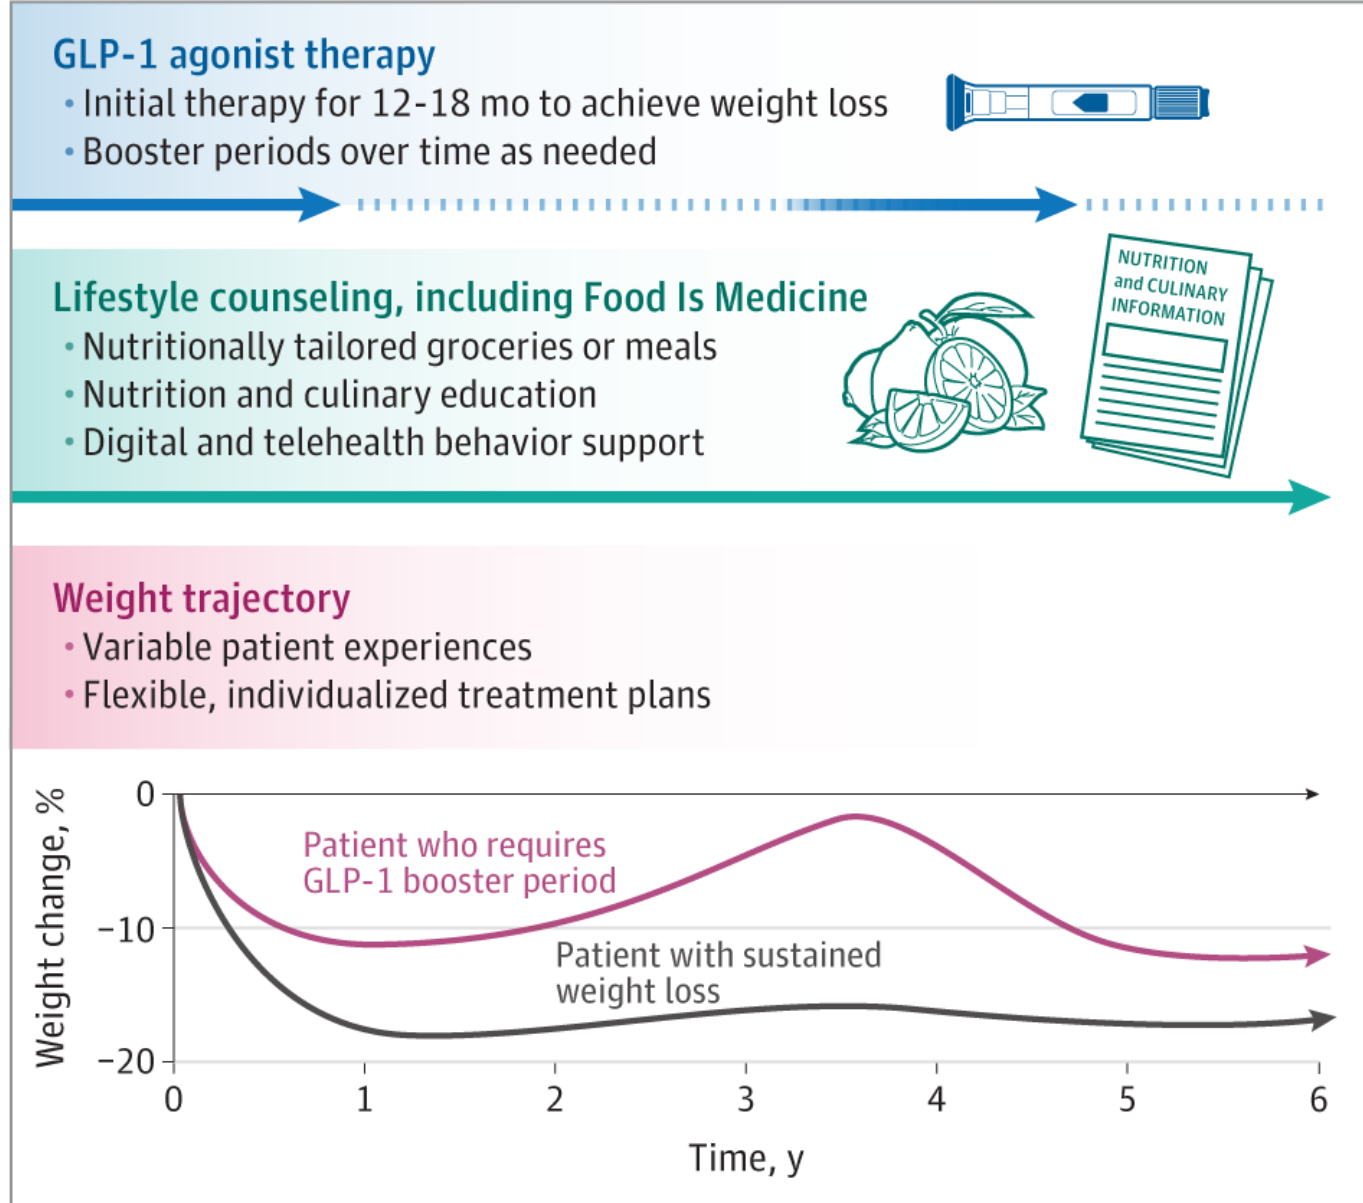 GLP-1 agonist therapy
• Initial therapy for 12-18 mo to achieve weight loss
• Booster periods over time as needed
Lifestyle counseling, including Food Is Medicine
• Nutritionally tailored groceries or meals
• Nutrition and culinary education
• Digital and telehealth behavior support
NUTRITION
and CULINARY
INFORMATION
Weight trajectory
• Variable patient experiences
• Flexible, individualized treatment plans
Weight change, %
0
−10
−20
Patient who requires
GLP-1 booster period
Patient with sustained
weight loss
0 1 2 3 4 5 6
Time, y